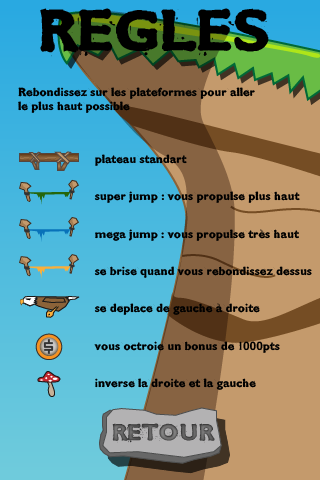 REGLES
Rebondissez sur les plateformes pour aller
le plus haut possible
plateau standart
super jump : vous propulse plus haut
mega jump : vous propulse très haut
se brise quand vous rebondissez dessus
se deplace de gauche à droite
vous octroie un bonus de 1000pts
inverse la droite et la gauche
RETOUR